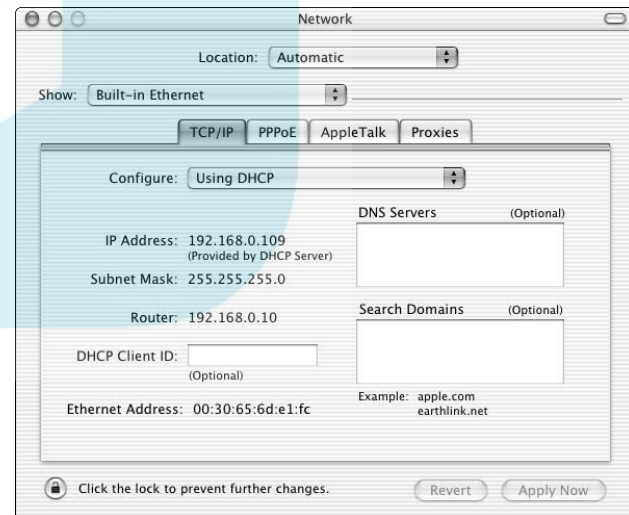 Network
Location: Automatic
Show: Built-in Ethernet
TCP/IP PPPoE AppleTalk Proxies
Configure: Using DHCP
DNS Servers (Optional)
IP Address: 192.168.0.109
(Provided by DHCP Server)
Subnet Mask: 255.255.255.0
Router: 192.168.0.10
Search Domains (Optional)
DHCP Client ID:
(Optional)
Example: apple.com
earthlink.net
Ethernet Address: 00:30:65:6d:e1:fc
Click the lock to prevent further changes.
Revert Apply Now